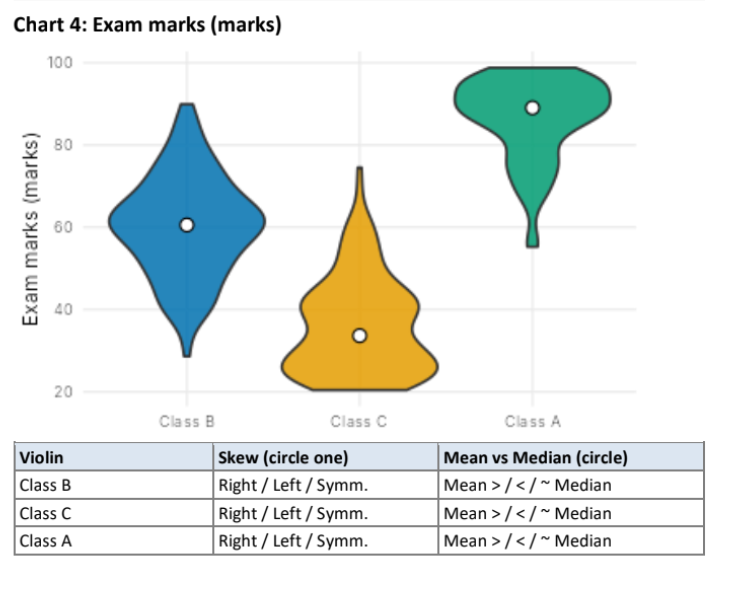 Chart 4: Exam marks (marks)
100
80
60
40
20
Exam marks (marks)
Class B Class C Class A
Violin Skew (circle one) Mean vs Median (circle)
Class B Right / Left / Symm. Mean > / < / ~ Median
Class C Right / Left / Symm. Mean > / < / ~ Median
Class A Right / Left / Symm. Mean > / < / ~ Median